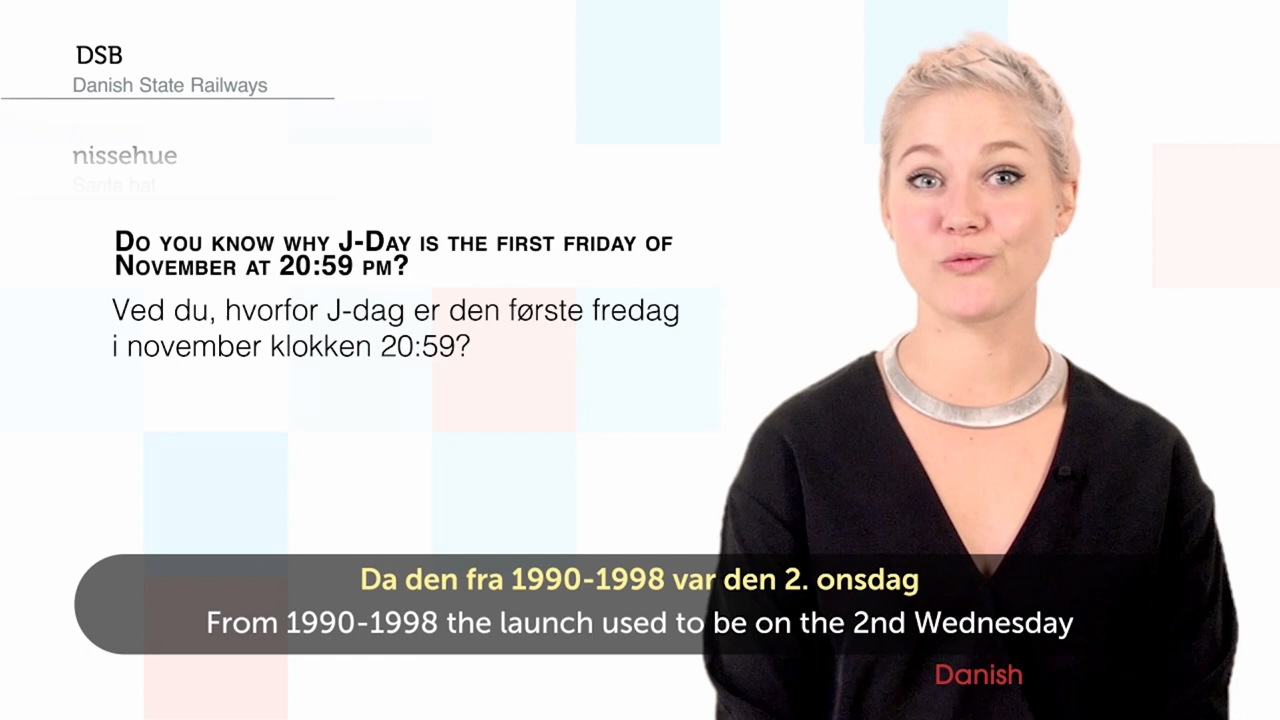 DSB
Danish State Railways
nissehue
Santa hat
Do you know why J-Day is the first friday of
November at 20:59 pm?
Ved du, hvorfor J-dag er den første fredag
i november klokken 20:59?
Da den fra 1990-1998 var den 2. onsdag
From 1990-1998 the launch used to be on the 2nd Wednesday
Danish